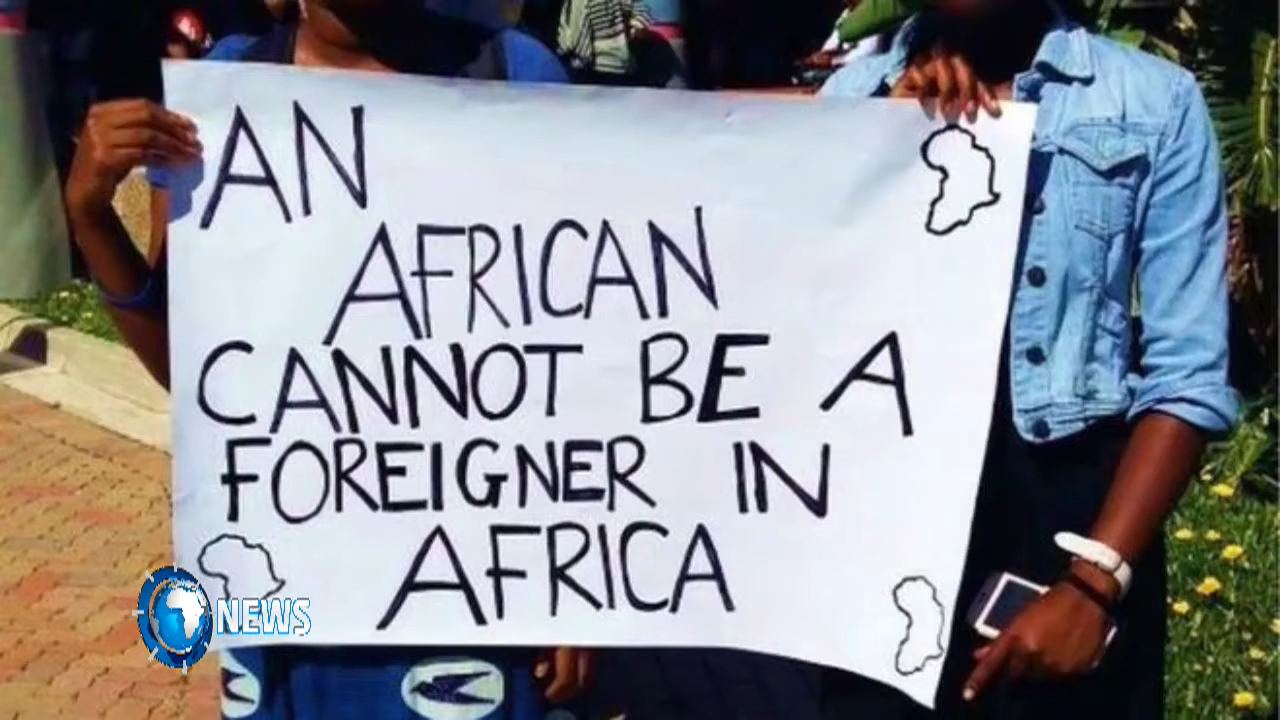 AN
AFRICAN
CANNOT BE A
FOREIGNER IN
AFRICA
NEWS